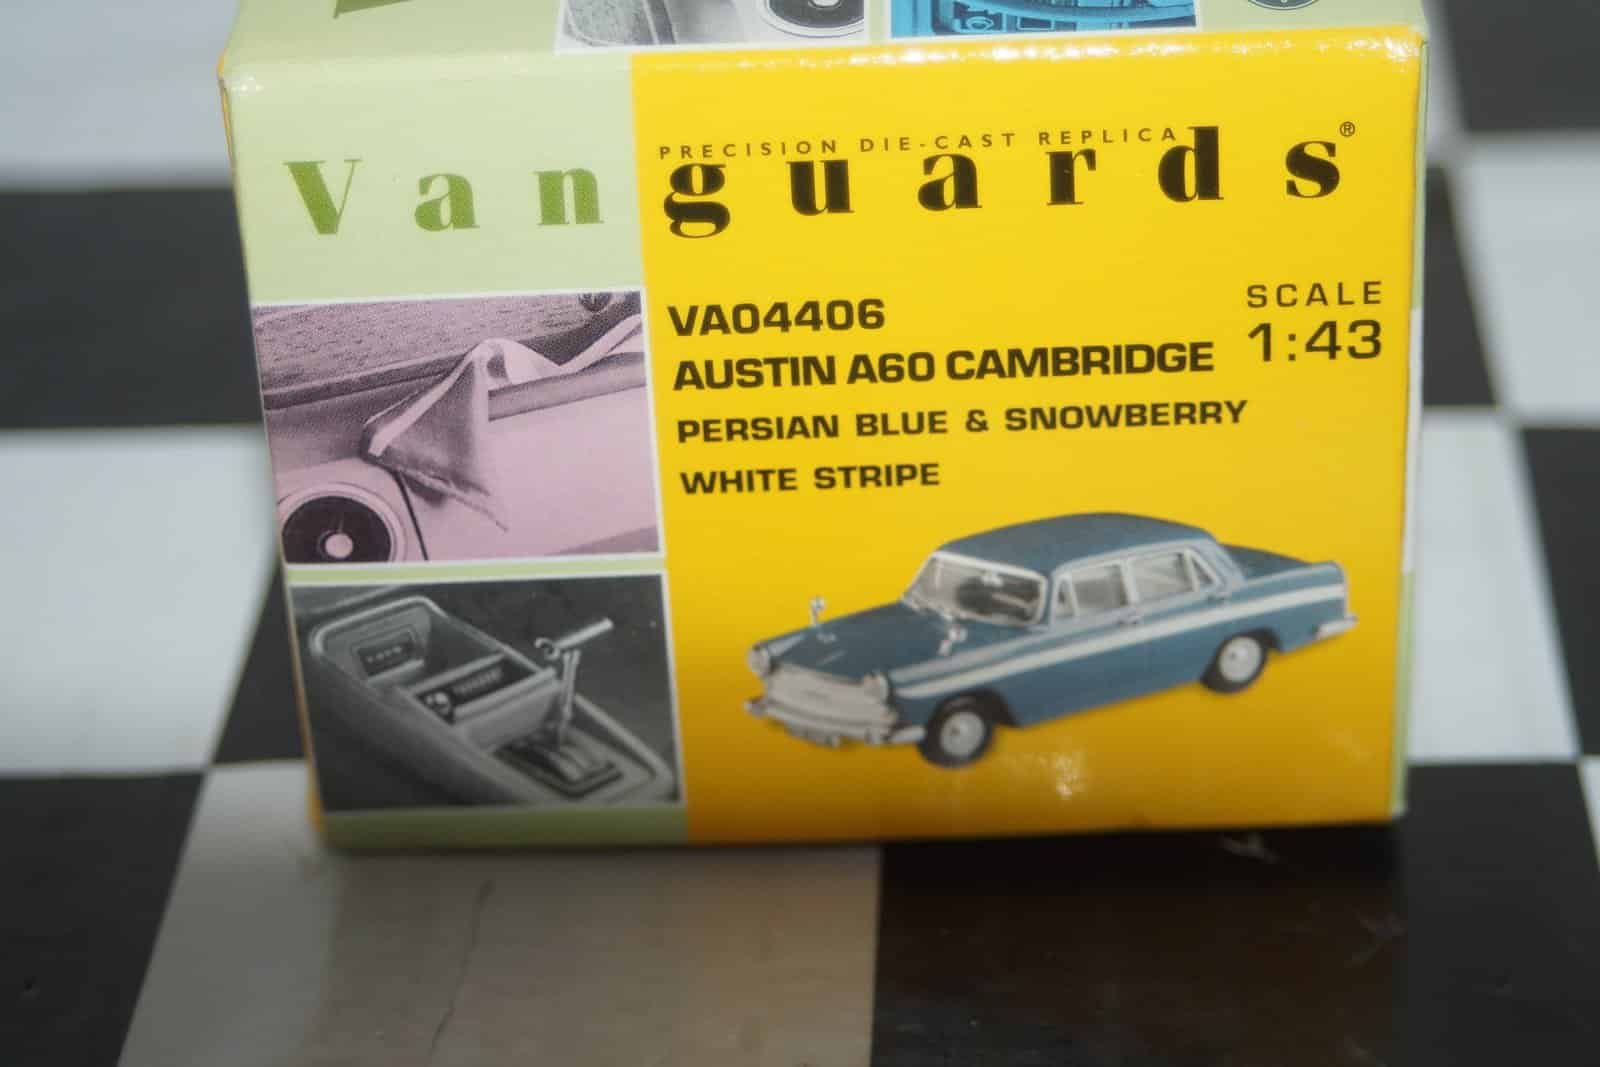 PRECISION DIE-CAST REPLICA
Vanguards®
VA04406
SCALE
1:43
AUSTIN A60 CAMBRIDGE
PERSIAN BLUE & SNOWBERRY
WHITE STRIPE